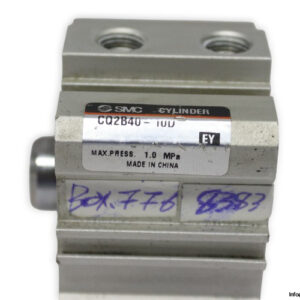 SMC CYLINDER
CQ2B40-10D
EY
MAX.PRESS. 1.0 MPa
MADE IN CHINA
Box.776 8383